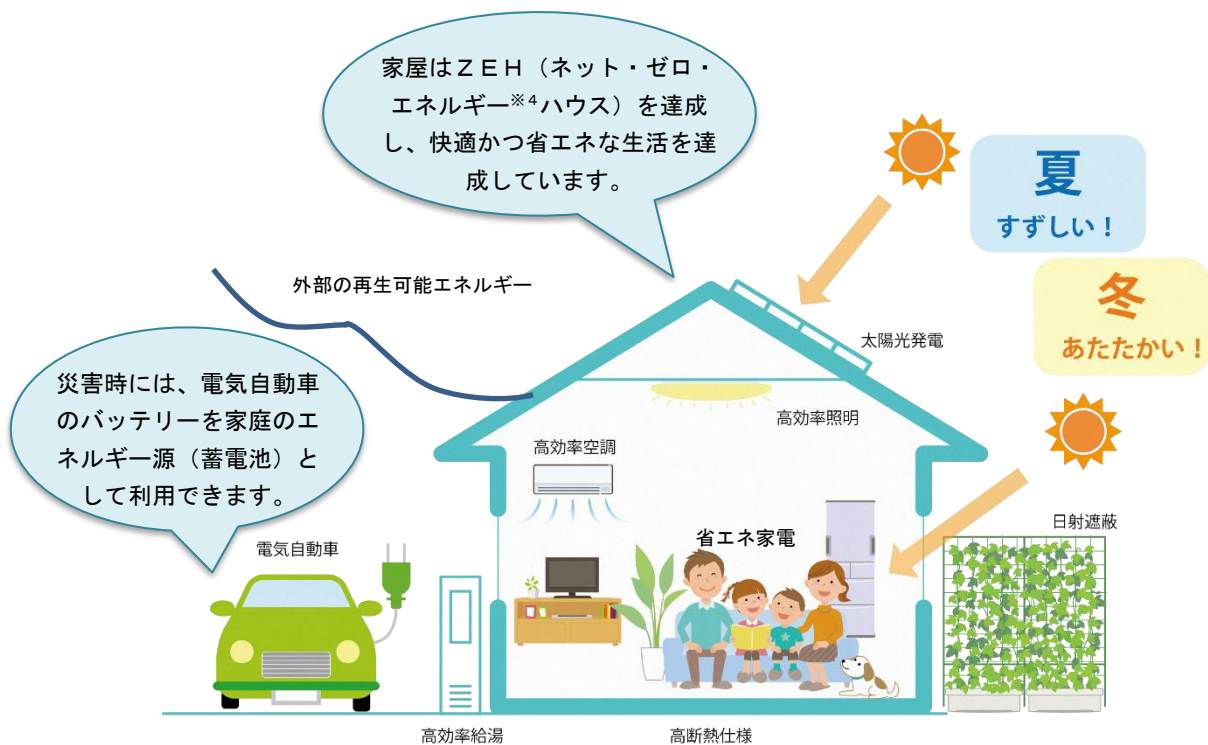 家屋はＺＥＨ（ネット・ゼロ・
エネルギー※４ハウス）を達成
し、快適かつ省エネな生活を達
成しています。
夏
すずしい！
冬
あたたかい！
外部の再生可能エネルギー
太陽光発電
災害時には、電気自動車
のバッテリーを家庭のエ
ネルギー源（蓄電池）と
して利用できます。
高効率照明
高効率空調
省エネ家電
日射遮蔽
電気自動車
高効率給湯
高断熱仕様